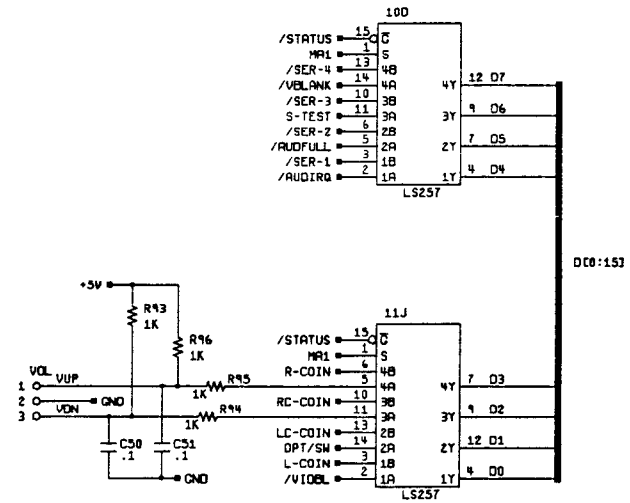 10D
/STATUS 15 G
MA1 1 S
/SER-4 13 4B
/VBLANK 14 4A 4Y 12 D7
/SER-3 10 3B
S-TEST 11 3A 3Y 9 D6
/SER-2 6 2B
/AUDFULL 5 2A 2Y 7 D5
/SER-1 3 1B
/AUDIRQ 2 1A 1Y 4 D4
LS257
D[0:15]
+5V
R93
1K
R96
1K
11J
/STATUS 15 G
MA1 1 S
R-COIN 6 4B
VOL
1 VUP 1K R95 5 4A 4Y 7 D3
2 GND RC-COIN 10 3B
3 VDN 1K R94 11 3A 3Y 9 D2
LC-COIN 13 2B
OPT/SW 14 2A 2Y 12 D1
L-COIN 3 1B
/VIOBL 2 1A 1Y 4 D0
LS257
C50
.1
C51
.1
GND